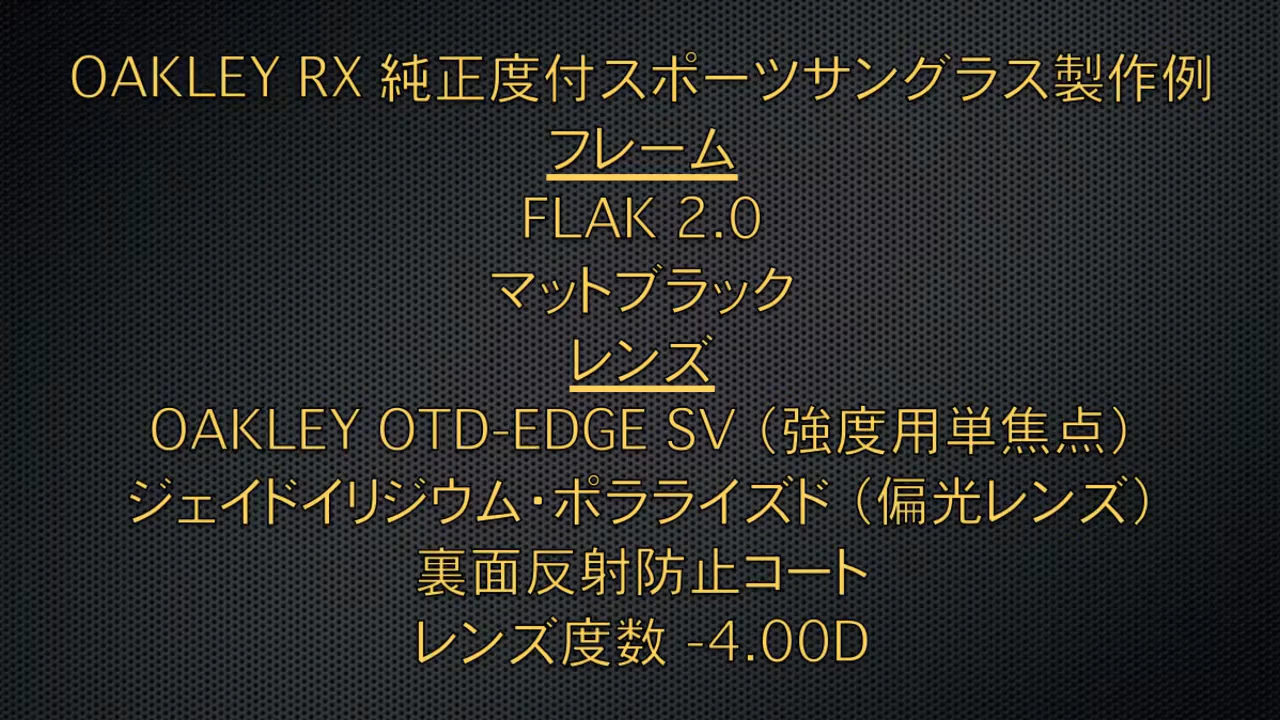 OAKLEY RX 純正度付スポーツサングラス製作例
フレーム
FLAK 2.0
マットブラック
レンズ
OAKLEY OTD-EDGE SV（強度用単焦点）
ジェイドイリジウム・ポラライズド（偏光レンズ）
裏面反射防止コート
レンズ度数 -4.00D